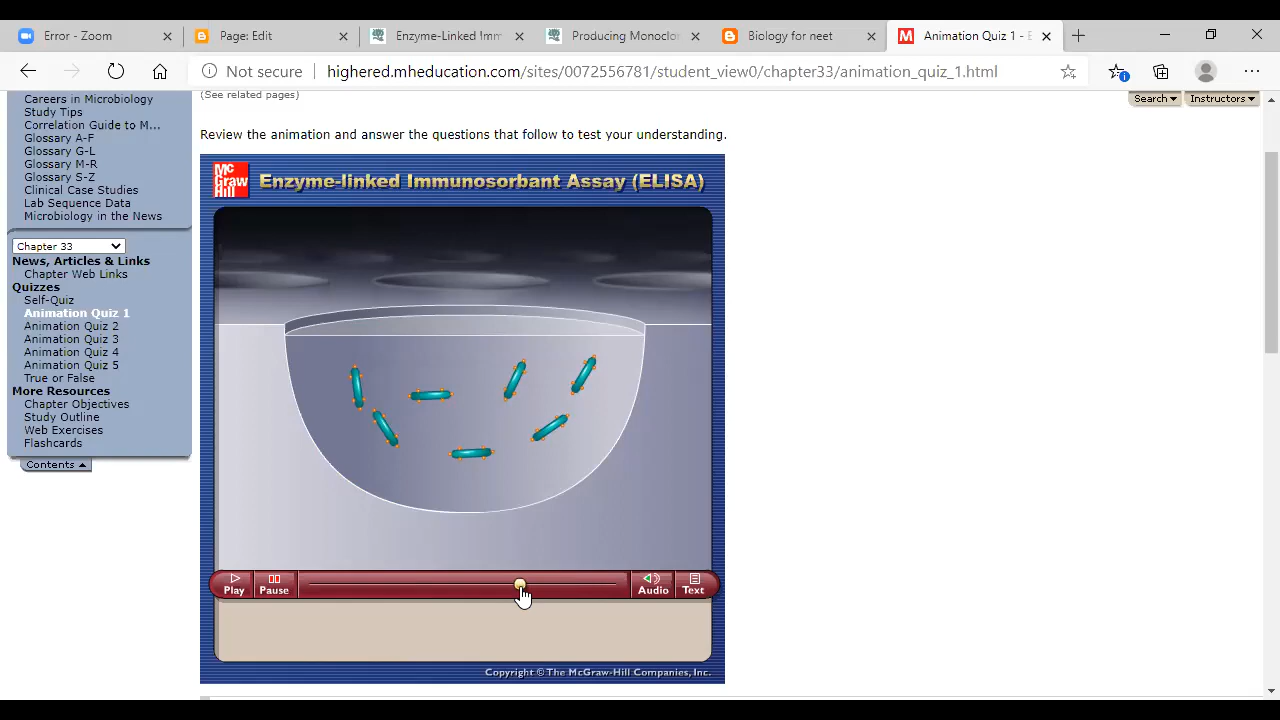 Error - Zoom
Page: Edit
Enzyme-Linked Imm
Producing Monoclo
Biology for neet
Animation Quiz 1 - E
Not secure
highered.mheducation.com/sites/0072556781/student_view0/chapter33/animation_quiz_1.html
(See related pages)
Search
Instructors
Careers in Microbiology
Study Tips
Correlation Guide to M...
Glossary A-F
Glossary G-L
Glossary M-R
Glossary S-Z
Clinical Case Studies
Lab Sequence Data
Microbiology in the News
Chapter 33
s, Articles & Links
Chapter Web Links
Quizzes
Self-Quiz
Animation Quiz 1
Animation Quiz 2
Animation Quiz 3
Animation Quiz 4
Animation Quiz 5
True or False
More Resources
Chapter Objectives
Study Outline
Web Exercises
Flashcards
Contents
Review the animation and answer the questions that follow to test your understanding.
Mc
Graw
Hill
Enzyme-linked Immunosorbant Assay (ELISA)
Play
Pause
Audio
Text
Copyright © The McGraw-Hill Companies, Inc.